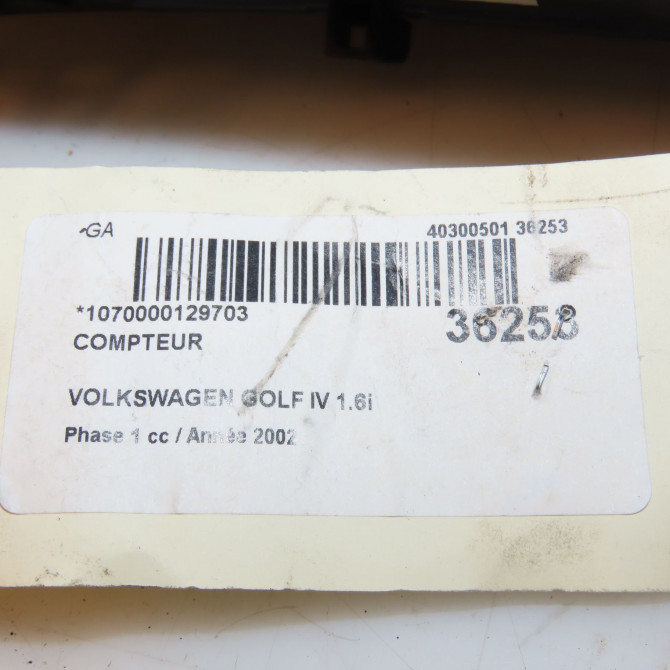 GA
40300501 36253
*1070000129703
36253
COMPTEUR
VOLKSWAGEN GOLF IV 1.6i
Phase 1 cc / Année 2002